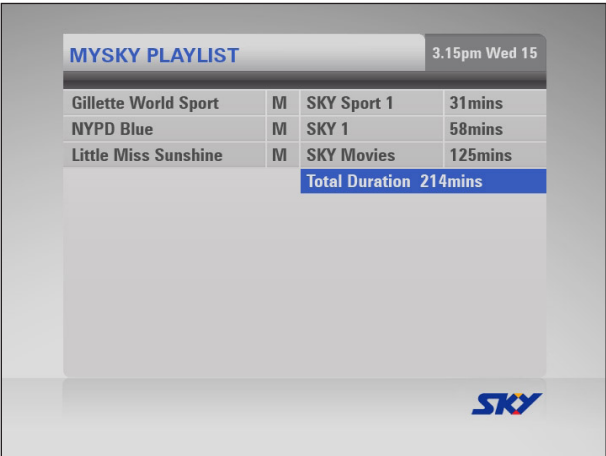 MYSKY PLAYLIST 3.15pm Wed 15
Gillette World Sport M SKY Sport 1 31mins
NYPD Blue M SKY 1 58mins
Little Miss Sunshine M SKY Movies 125mins
Total Duration 214mins
SKY